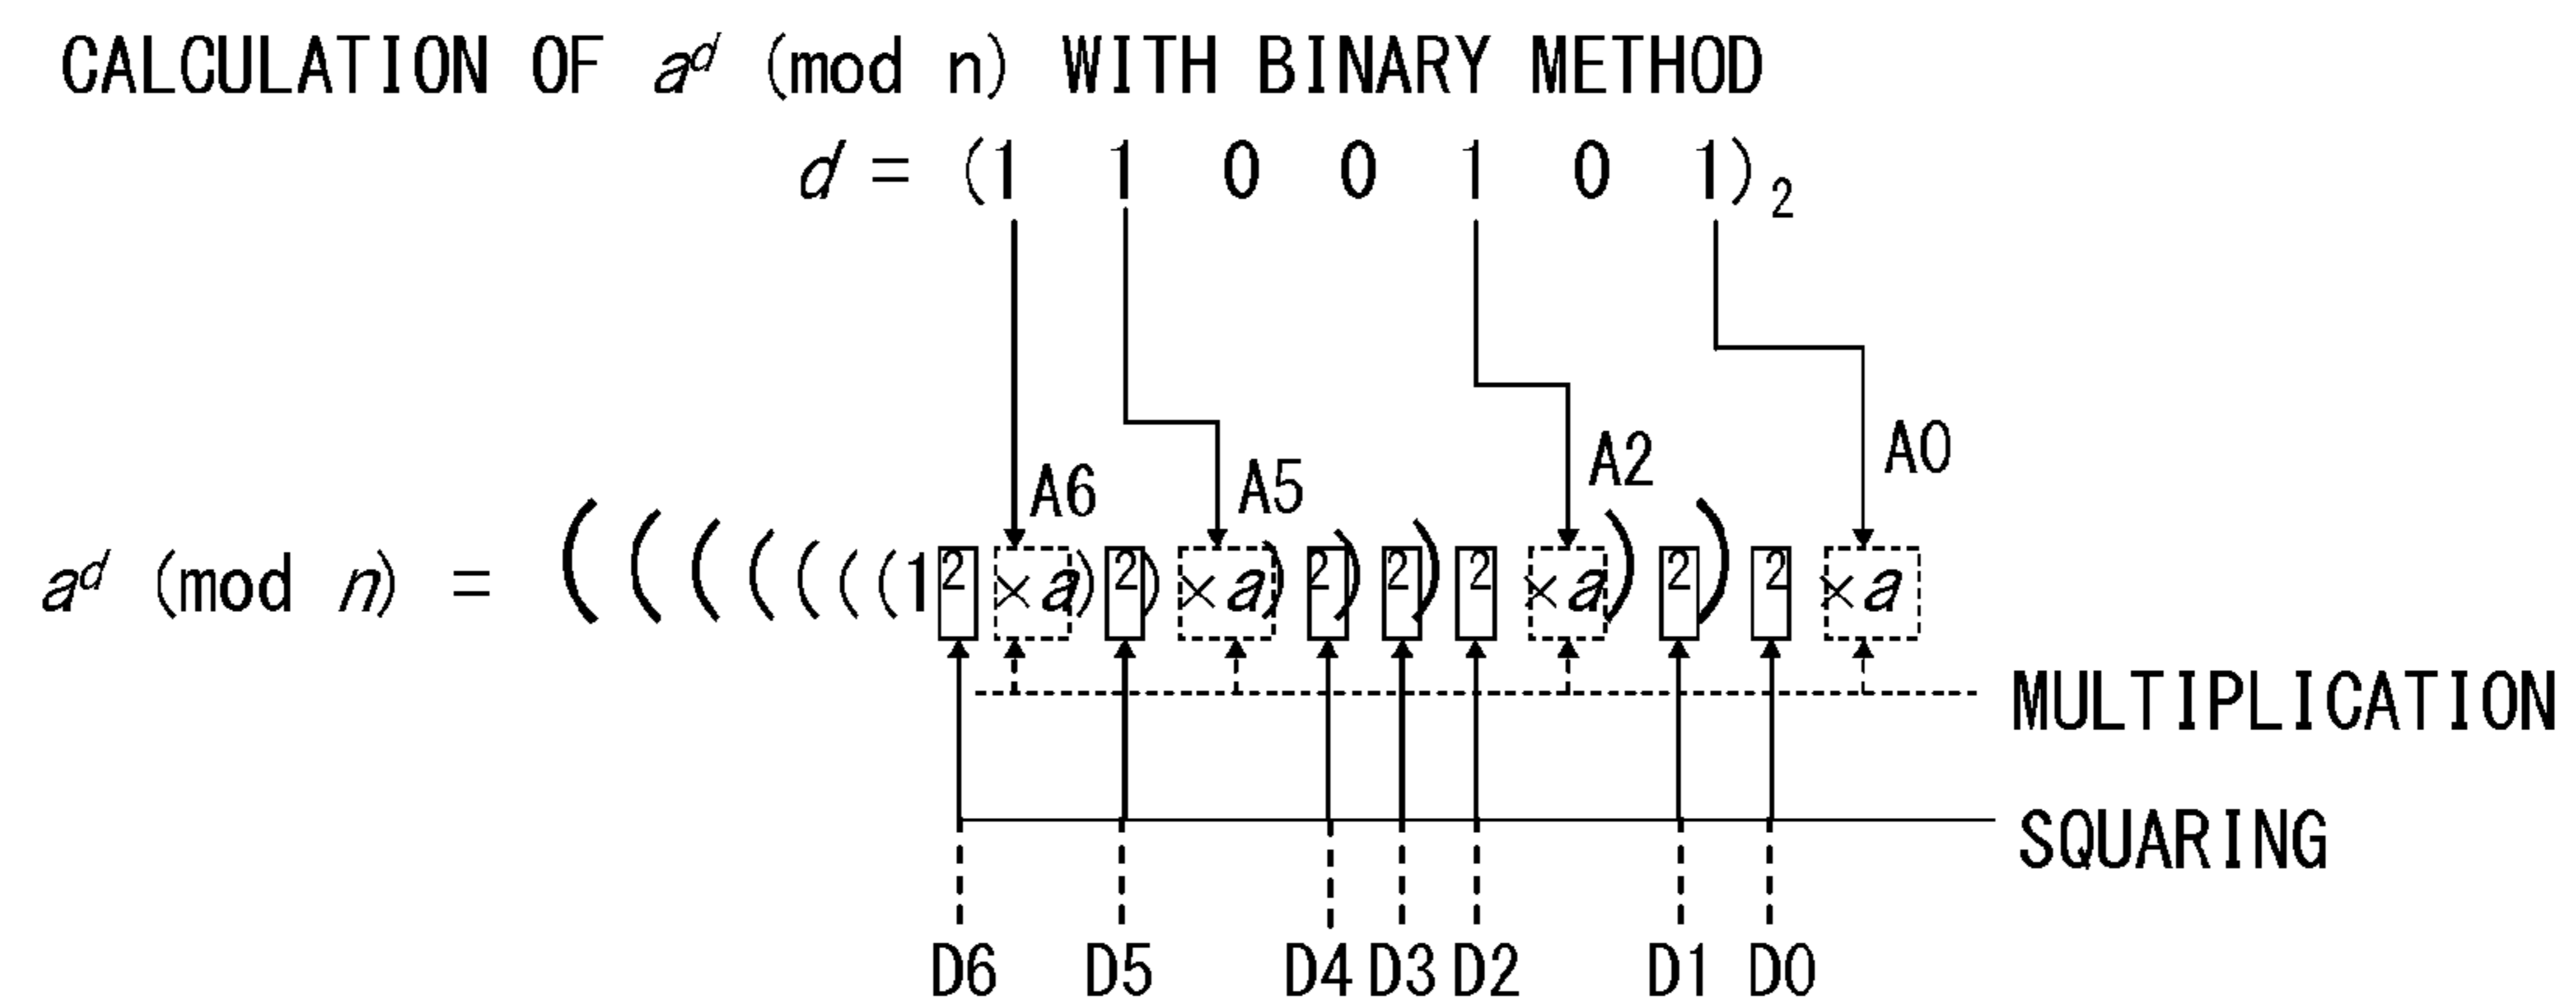 CALCULATION OF a^d (mod n) WITH BINARY METHOD
d = (1 1 0 0 1 0 1)_2
A6 A5 A2 A0
a^d (mod n) = (((((((1^2 ×a)^2) ×a)^2)^2)^2 ×a)^2)^2 ×a
MULTIPLICATION
SQUARING
D6 D5 D4 D3 D2 D1 D0